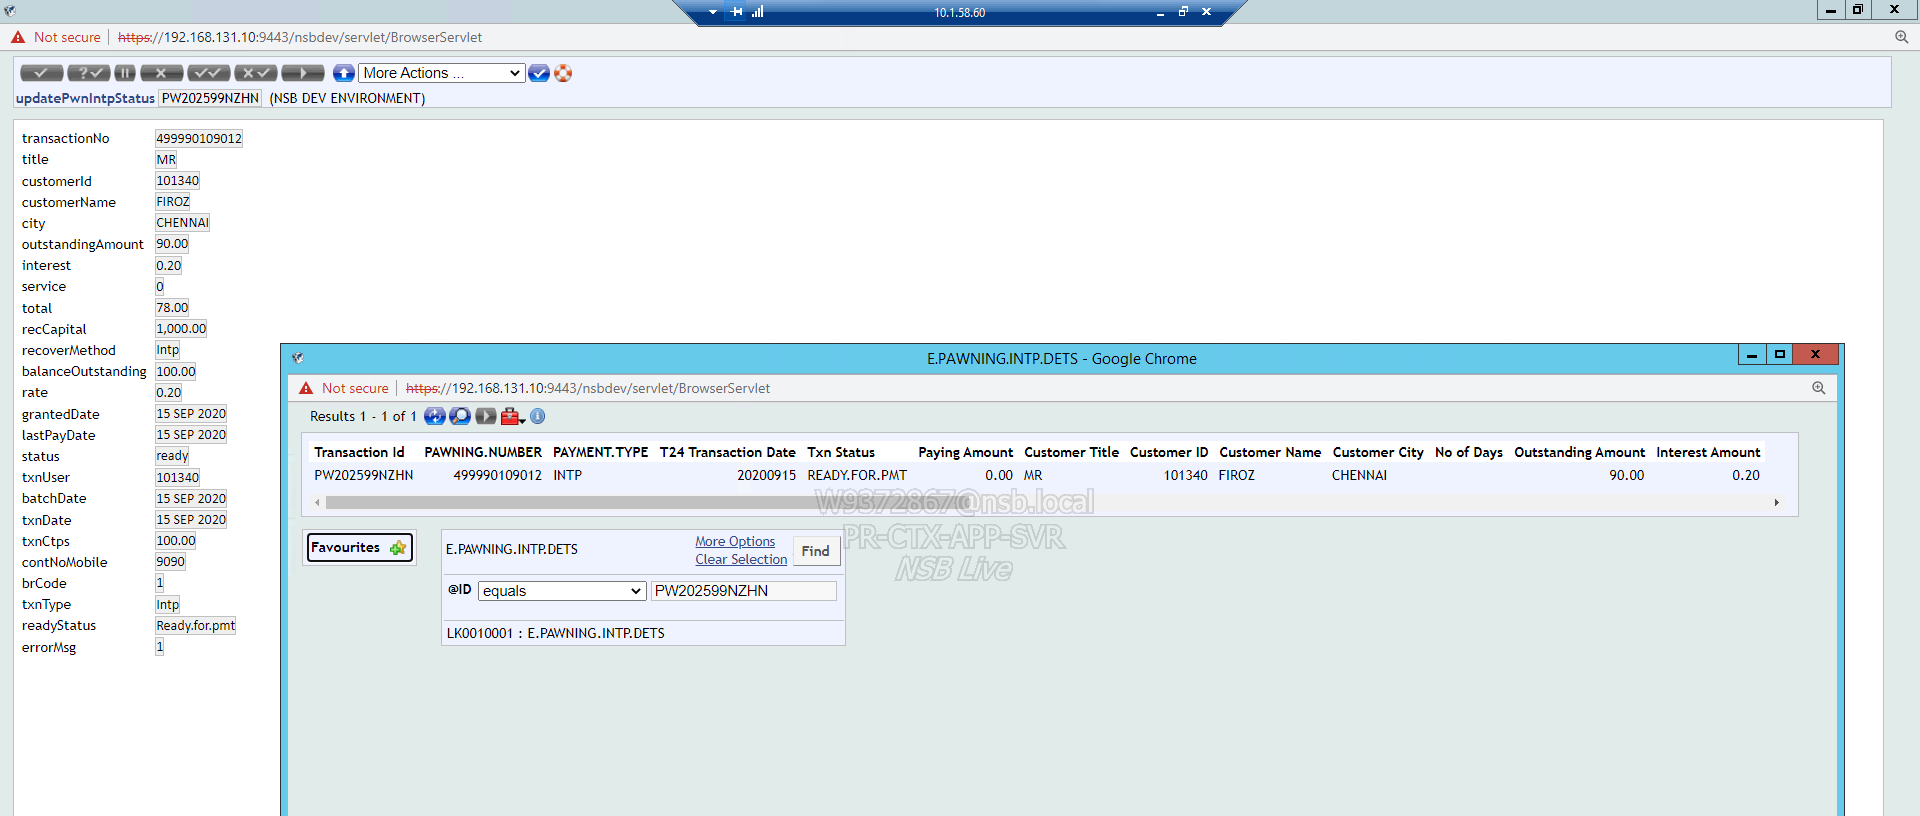 10.1.58.60
Not secure https://192.168.131.10:9443/nsbdev/servlet/BrowserServlet
More Actions ...
updatePwnIntpStatus PW202599NZHN (NSB DEV ENVIRONMENT)
transactionNo 499990109012
title MR
customerId 101340
customerName FIROZ
city CHENNAI
outstandingAmount 90.00
interest 0.20
service 0
total 78.00
recCapital 1,000.00
recoverMethod Intp
balanceOutstanding 100.00
rate 0.20
grantedDate 15 SEP 2020
lastPayDate 15 SEP 2020
status ready
txnUser 101340
batchDate 15 SEP 2020
txnDate 15 SEP 2020
txnCtps 100.00
contNoMobile 9090
brCode 1
txnType Intp
readyStatus Ready.for.pmt
errorMsg 1
E.PAWNING.INTP.DETS - Google Chrome
Not secure https://192.168.131.10:9443/nsbdev/servlet/BrowserServlet
Results 1 - 1 of 1
Transaction Id PAWNING.NUMBER PAYMENT.TYPE T24 Transaction Date Txn Status Paying Amount Customer Title Customer ID Customer Name Customer City No of Days Outstanding Amount Interest Amount
PW202599NZHN 499990109012 INTP 20200915 READY.FOR.PMT 0.00 MR 101340 FIROZ CHENNAI 90.00 0.20
W9372867@nsb.local
PR-CTX-APP-SVR
NSB Live
Favourites
E.PAWNING.INTP.DETS
More Options
Clear Selection
Find
@ID equals PW202599NZHN
LK0010001 : E.PAWNING.INTP.DETS